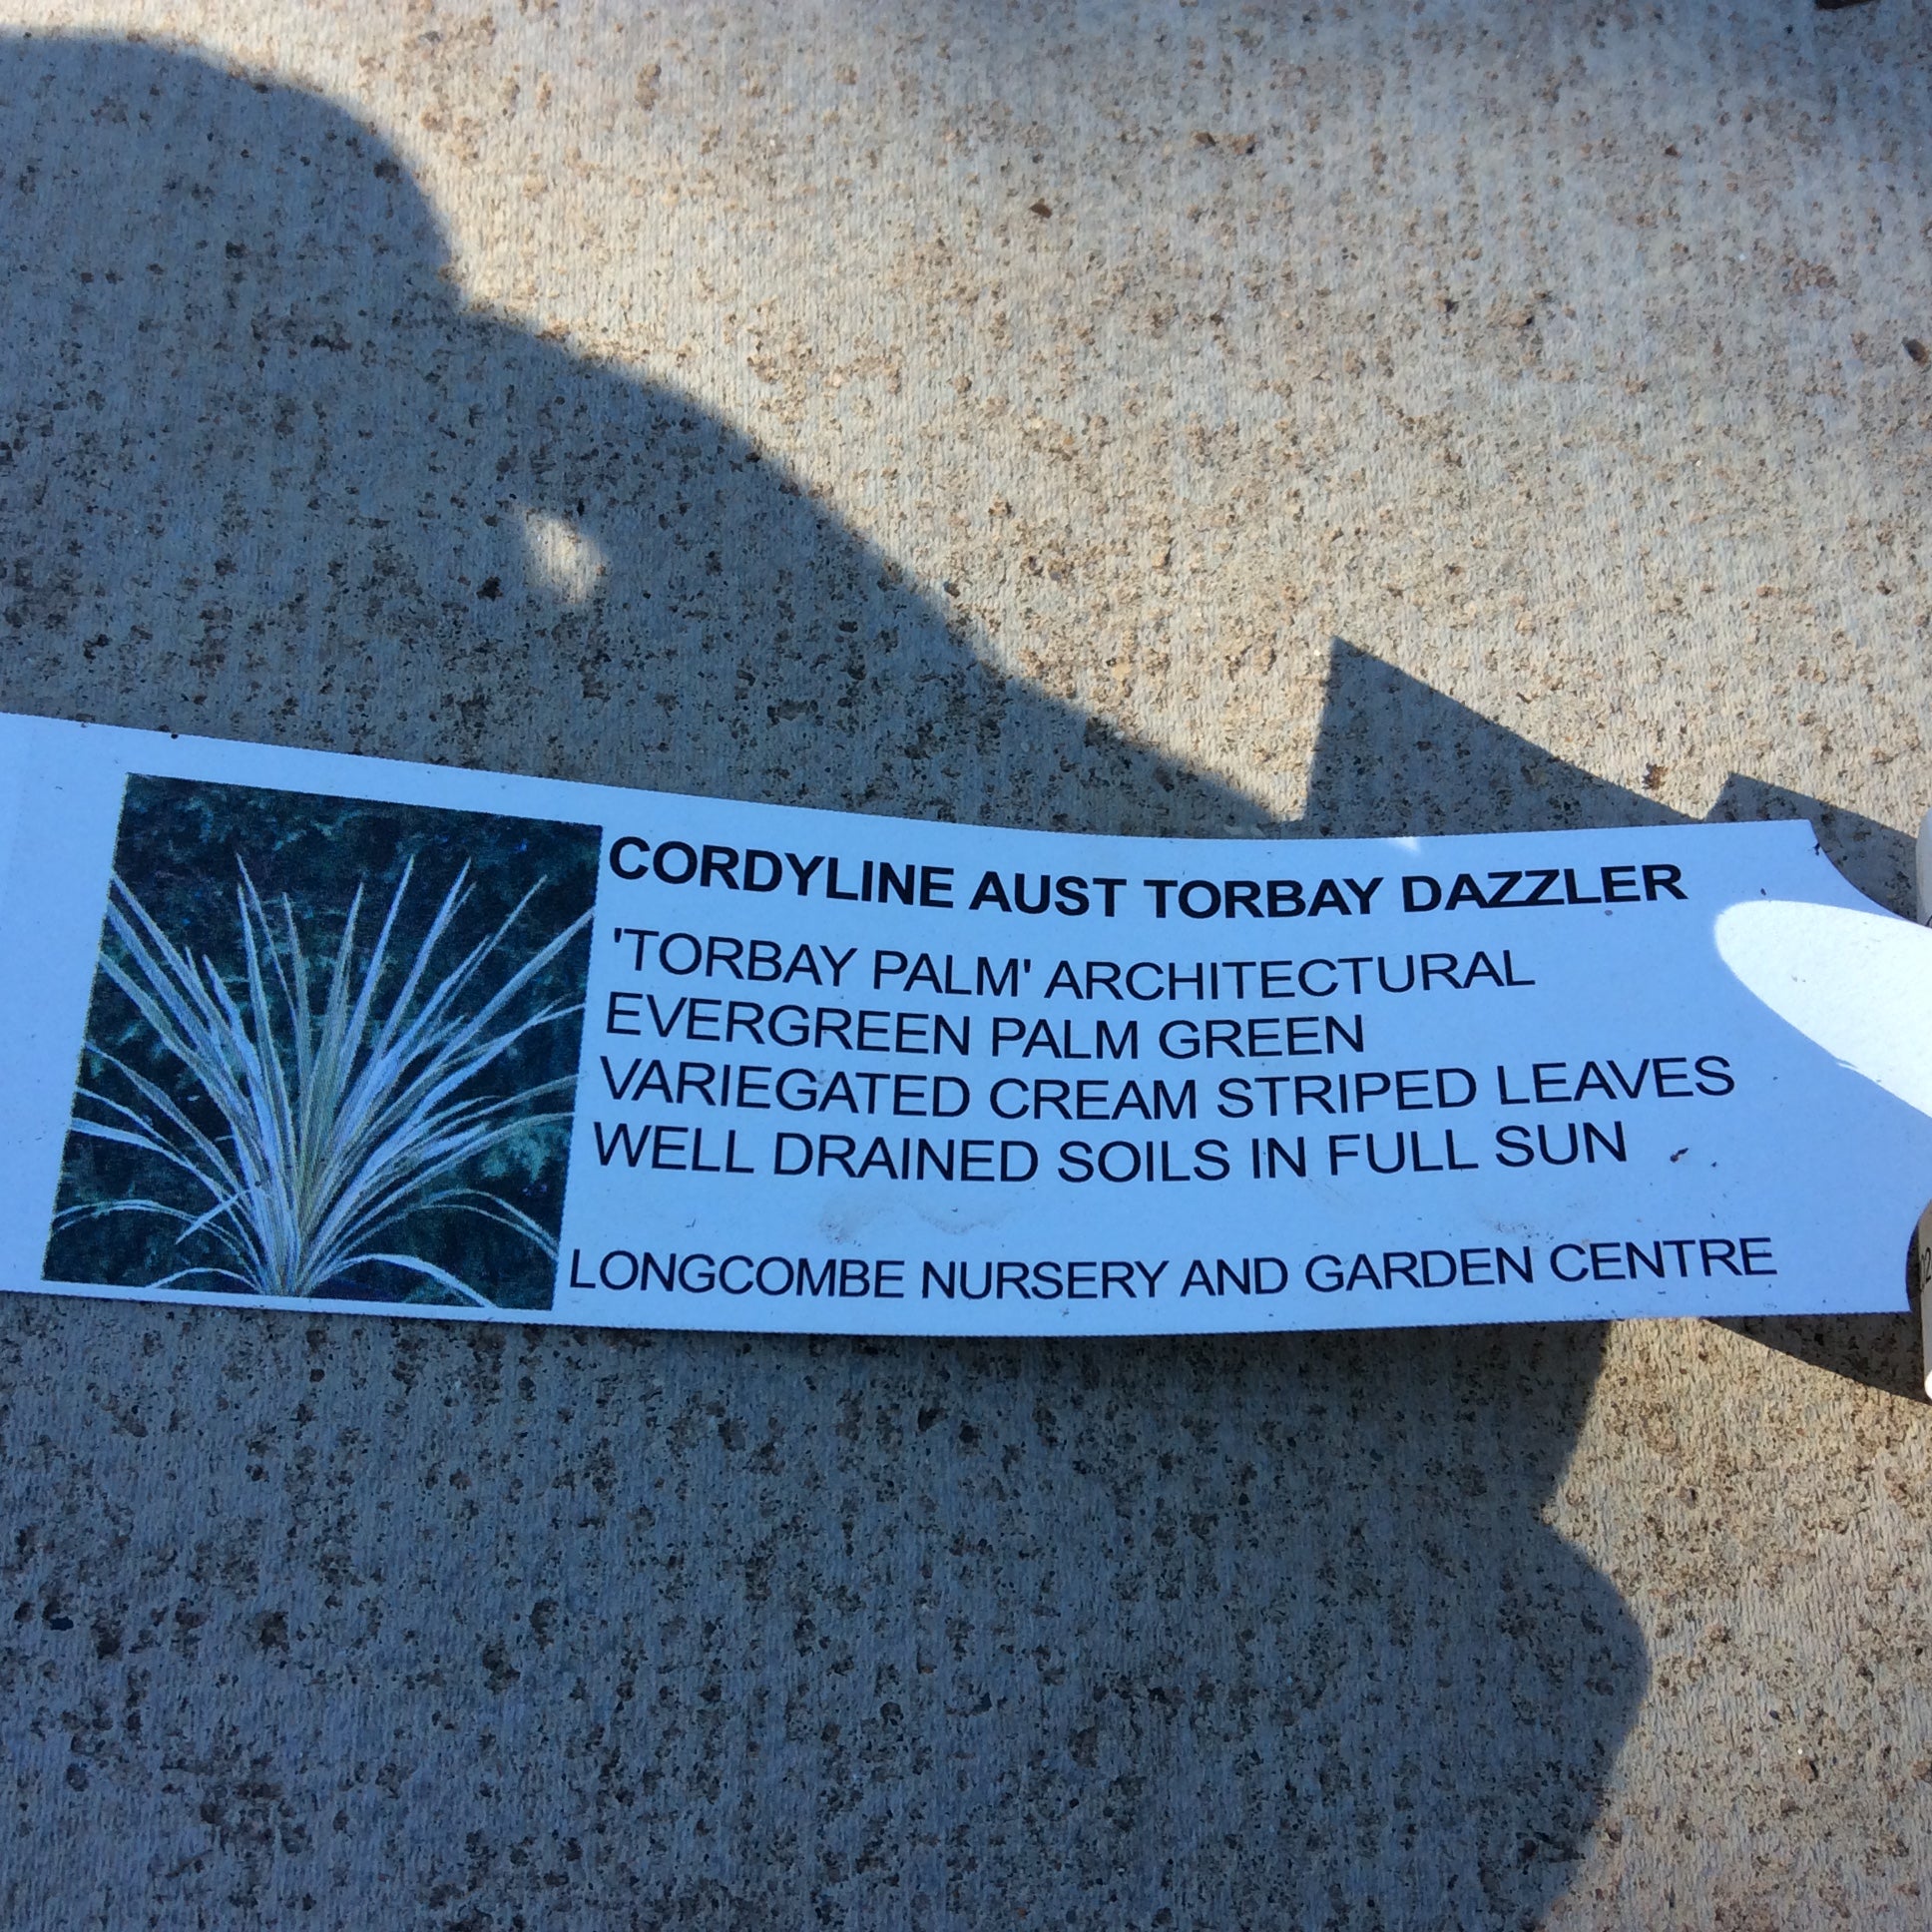 CORDYLINE AUST TORBAY DAZZLER
'TORBAY PALM' ARCHITECTURAL
EVERGREEN PALM GREEN
VARIEGATED CREAM STRIPED LEAVES
WELL DRAINED SOILS IN FULL SUN
LONGCOMBE NURSERY AND GARDEN CENTRE